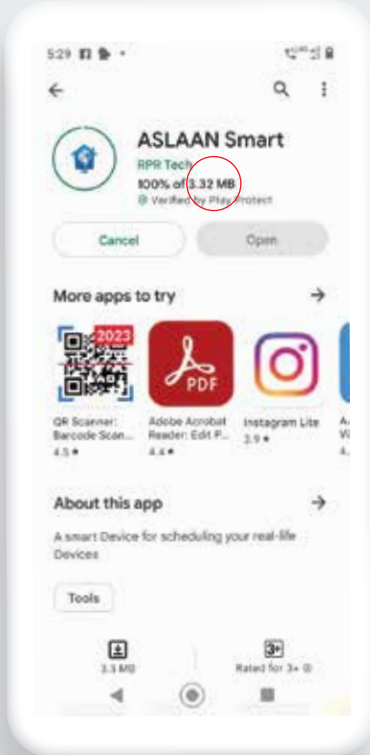 5:29
ASLAAN Smart
RPR Tech
100% of 3.32 MB
Verified by Play Protect
Cancel
Open
More apps to try
2023
PDF
QR Scanner:
Barcode Scan...
4.5★
Adobe Acrobat
Reader: Edit P...
4.4★
Instagram Lite
3.9★
About this app
A smart Device for scheduling your real-life
Devices
Tools
3+
3.3 MB
Rated for 3+